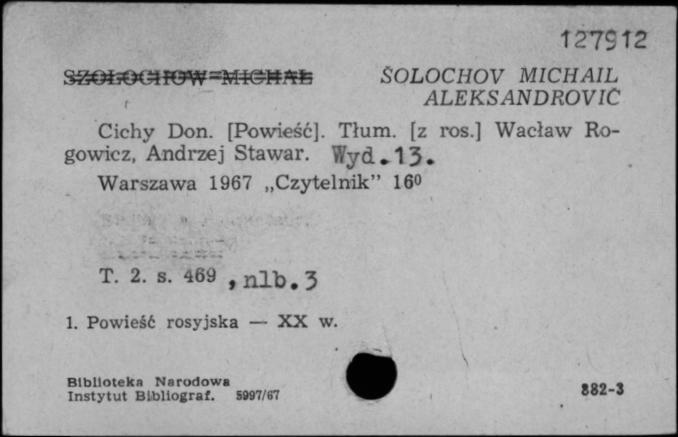 127912
SZOŁOCHOW MICHAŁ
ŠOLOCHOV MICHAIL
ALEKSANDROVIČ
Cichy Don. [Powieść]. Tłum. [z ros.] Wacław Ro-
gowicz, Andrzej Stawar. Wyd.13.
Warszawa 1967 „Czytelnik” 16⁰
T. 2. s. 469 , nlb.3
1. Powieść rosyjska — XX w.
Biblioteka Narodowa
Instytut Bibliograf. 5997/67
882-3